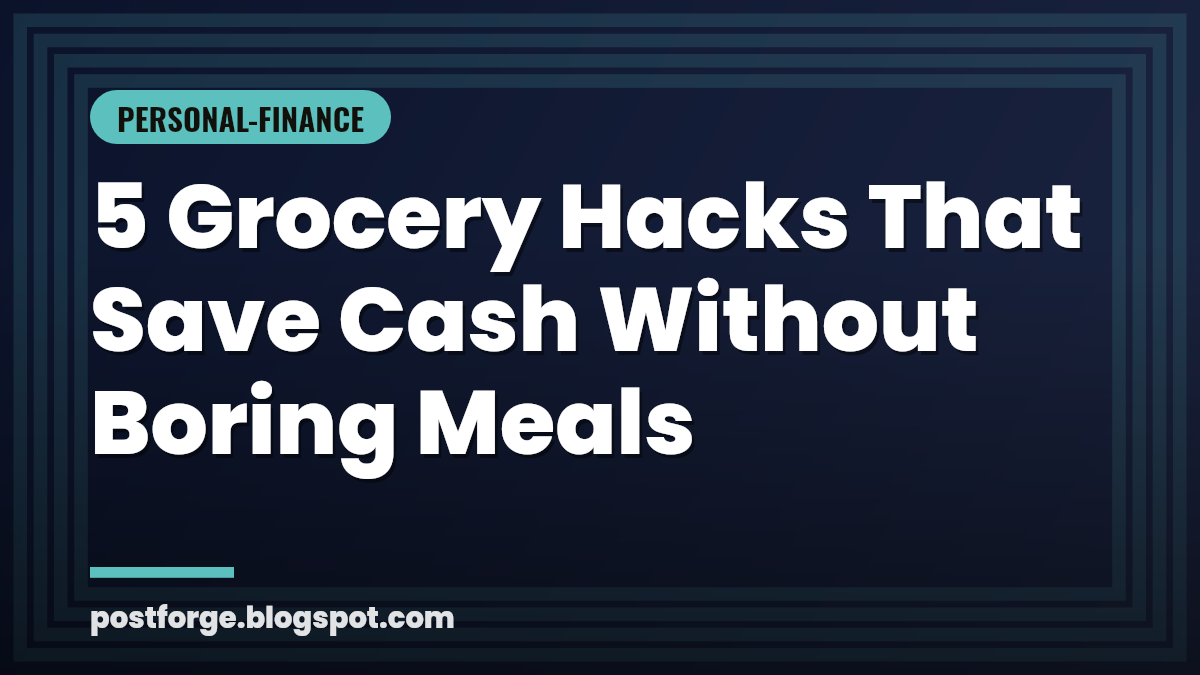 PERSONAL-FINANCE
5 Grocery Hacks That
Save Cash Without
Boring Meals
postforge.blogspot.com